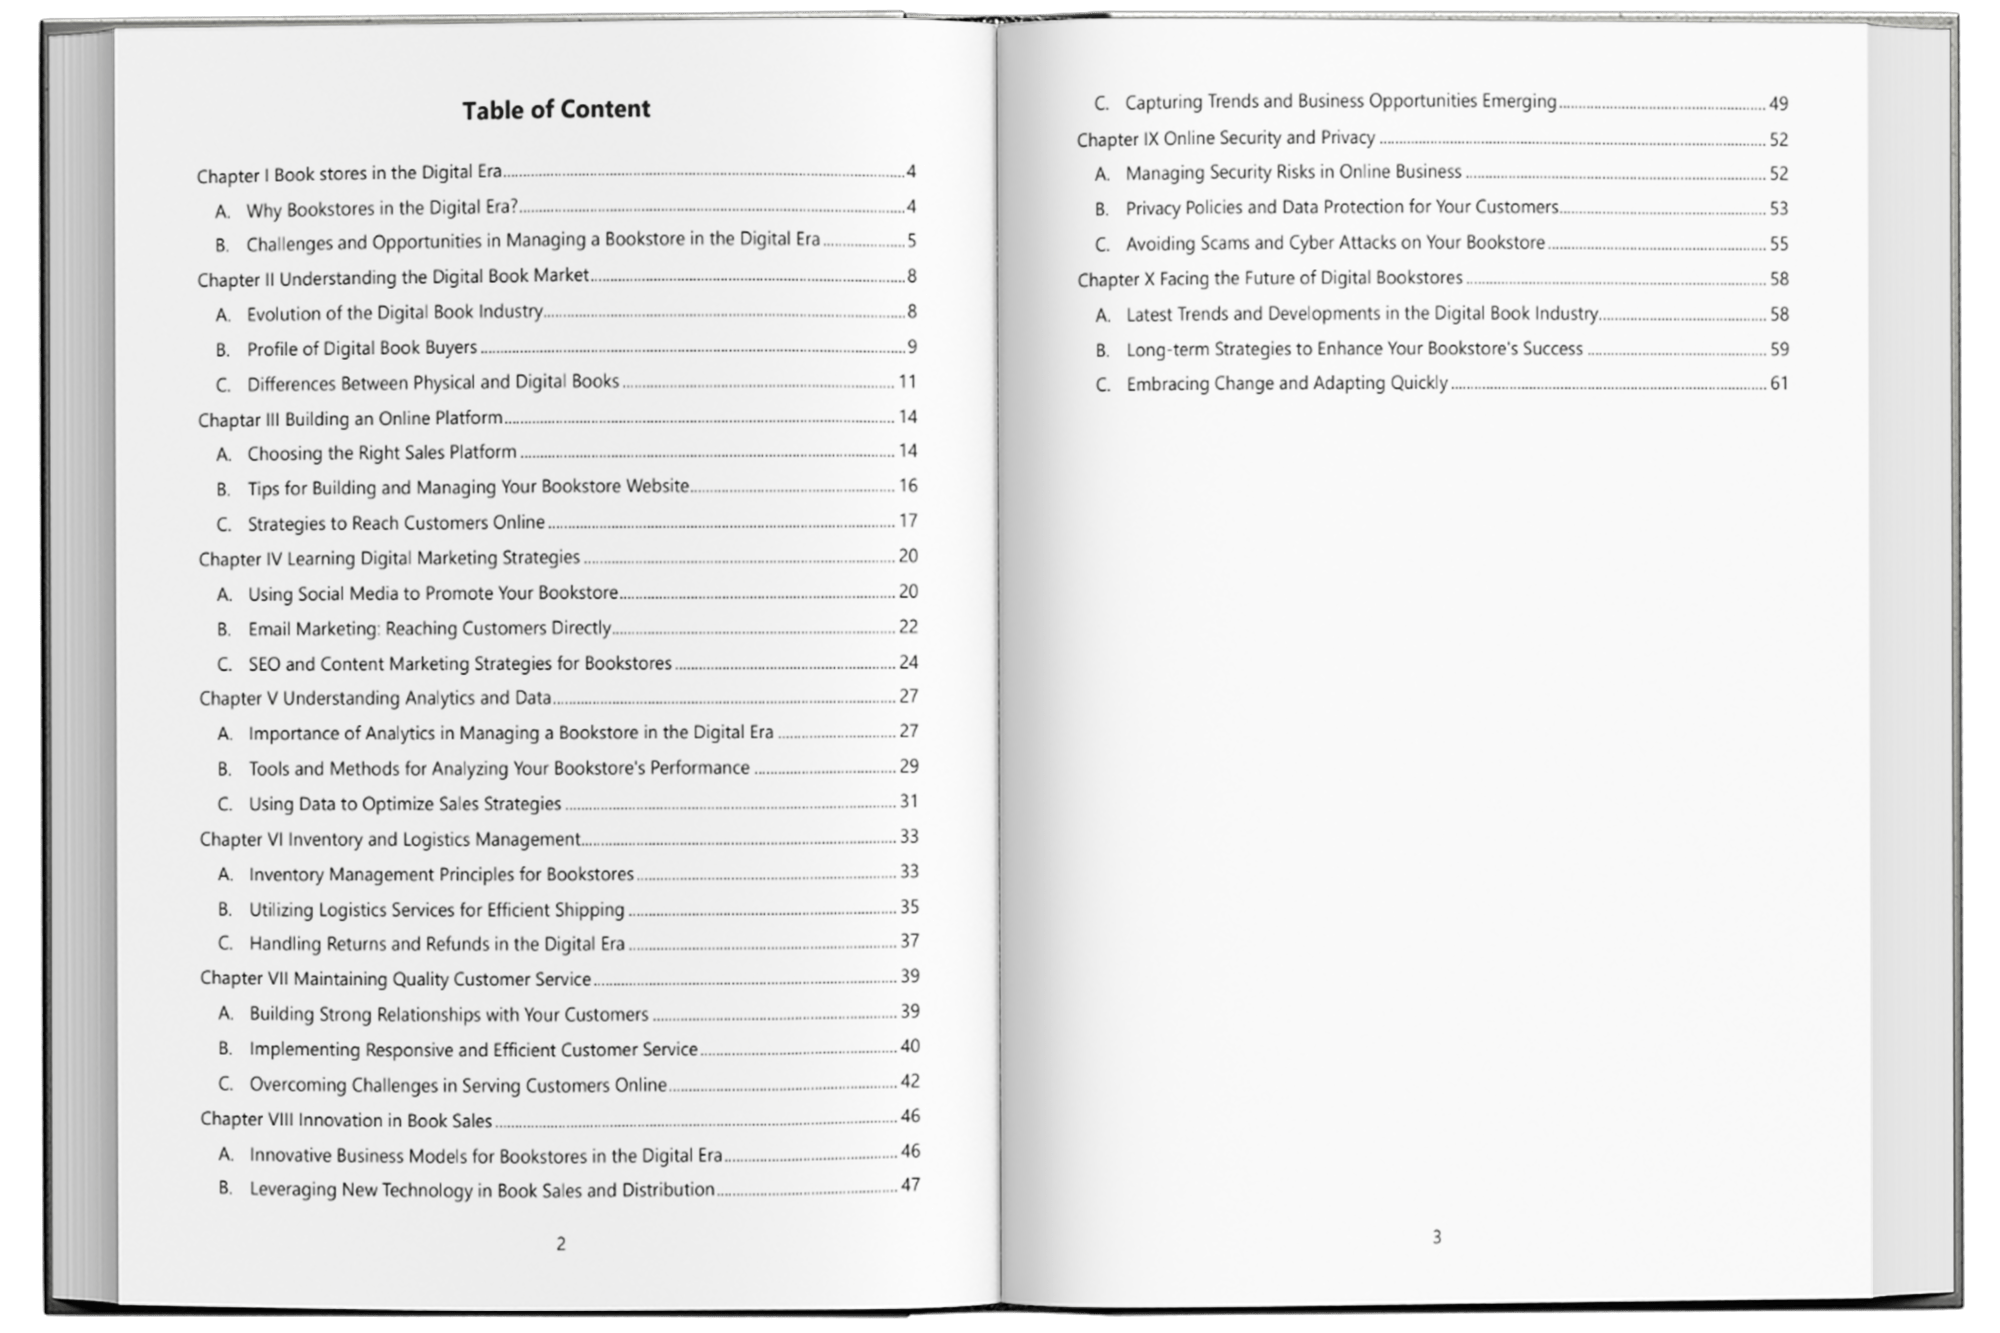 Table of Content
Chapter I Book stores in the Digital Era........4
A. Why Bookstores in the Digital Era?........4
B. Challenges and Opportunities in Managing a Bookstore in the Digital Era........5
Chapter II Understanding the Digital Book Market........8
A. Evolution of the Digital Book Industry........8
B. Profile of Digital Book Buyers........9
C. Differences Between Physical and Digital Books........11
Chaptar III Building an Online Platform........14
A. Choosing the Right Sales Platform........14
B. Tips for Building and Managing Your Bookstore Website........16
C. Strategies to Reach Customers Online........17
Chapter IV Learning Digital Marketing Strategies........20
A. Using Social Media to Promote Your Bookstore........20
B. Email Marketing: Reaching Customers Directly........22
C. SEO and Content Marketing Strategies for Bookstores........24
Chapter V Understanding Analytics and Data........27
A. Importance of Analytics in Managing a Bookstore in the Digital Era........27
B. Tools and Methods for Analyzing Your Bookstore's Performance........29
C. Using Data to Optimize Sales Strategies........31
Chapter VI Inventory and Logistics Management........33
A. Inventory Management Principles for Bookstores........33
B. Utilizing Logistics Services for Efficient Shipping........35
C. Handling Returns and Refunds in the Digital Era........37
Chapter VII Maintaining Quality Customer Service........39
A. Building Strong Relationships with Your Customers........39
B. Implementing Responsive and Efficient Customer Service........40
C. Overcoming Challenges in Serving Customers Online........42
Chapter VIII Innovation in Book Sales........46
A. Innovative Business Models for Bookstores in the Digital Era........46
B. Leveraging New Technology in Book Sales and Distribution........47
2
C. Capturing Trends and Business Opportunities Emerging........49
Chapter IX Online Security and Privacy........52
A. Managing Security Risks in Online Business........52
B. Privacy Policies and Data Protection for Your Customers........53
C. Avoiding Scams and Cyber Attacks on Your Bookstore........55
Chapter X Facing the Future of Digital Bookstores........58
A. Latest Trends and Developments in the Digital Book Industry........58
B. Long-term Strategies to Enhance Your Bookstore's Success........59
C. Embracing Change and Adapting Quickly........61
3